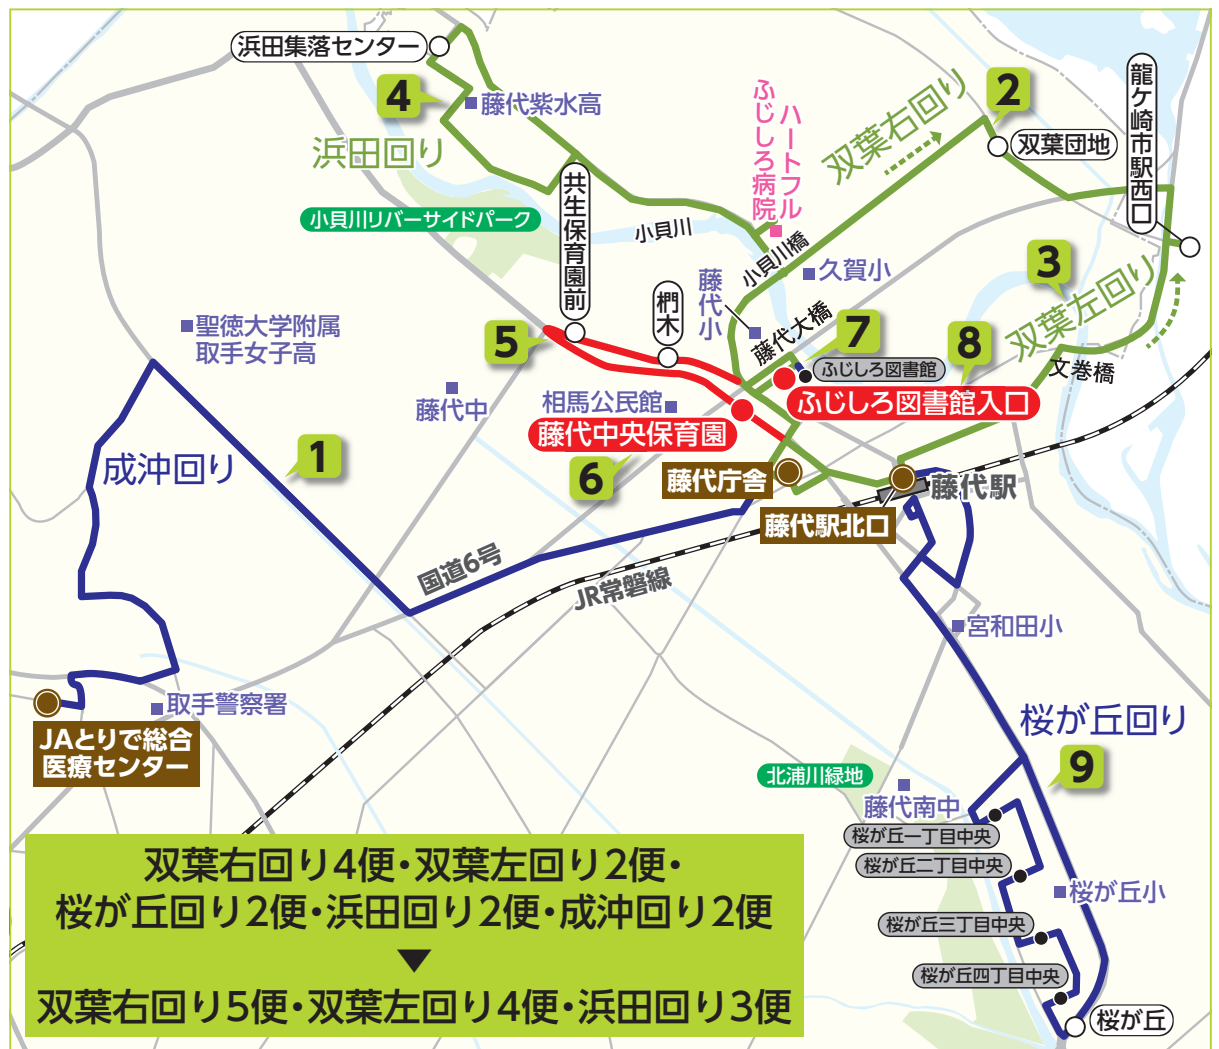 浜田集落センター
4
藤代紫水高
浜田回り
小貝川リバーサイドパーク
共生保育園前
小貝川
ハートフル
ふじしろ病院
双葉右回り
2
双葉団地
龍ケ崎市駅西口
小貝川橋
久賀小
3
双葉左回り
文巻橋
聖徳大学附属
取手女子高
5
椚木
藤代小
藤代大橋
7
ふじしろ図書館
8
ふじしろ図書館入口
藤代中
相馬公民館
藤代中央保育園
6
成沖回り
1
藤代庁舎
藤代駅
藤代駅北口
国道6号
JR常磐線
宮和田小
取手警察署
JAとりで総合
医療センター
桜が丘回り
9
北浦川緑地
藤代南中
桜が丘一丁目中央
桜が丘二丁目中央
桜が丘小
桜が丘三丁目中央
桜が丘四丁目中央
桜が丘
双葉右回り4便・双葉左回り2便・
桜が丘回り2便・浜田回り2便・成沖回り2便
▼
双葉右回り5便・双葉左回り4便・浜田回り3便